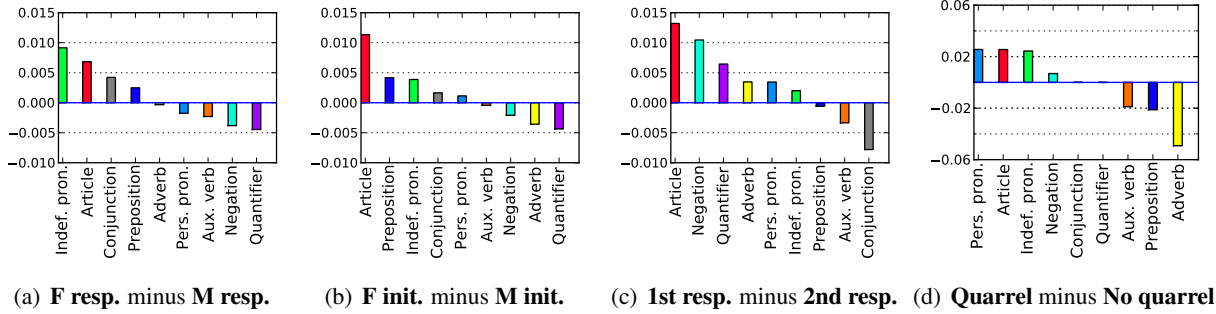 0.015
0.010
0.005
0.000
−0.005
−0.010
Indef. pron.
Article
Conjunction
Preposition
Adverb
Pers. pron.
Aux. verb
Negation
Quantifier
(a) F resp. minus M resp.
0.015
0.010
0.005
0.000
−0.005
−0.010
Article
Preposition
Indef. pron.
Conjunction
Pers. pron.
Aux. verb
Negation
Adverb
Quantifier
(b) F init. minus M init.
0.015
0.010
0.005
0.000
−0.005
−0.010
Article
Negation
Quantifier
Adverb
Pers. pron.
Indef. pron.
Preposition
Aux. verb
Conjunction
(c) 1st resp. minus 2nd resp.
0.06
0.02
−0.02
−0.06
Pers. pron.
Article
Indef. pron.
Negation
Conjunction
Quantifier
Aux. verb
Preposition
Adverb
(d) Quarrel minus No quarrel